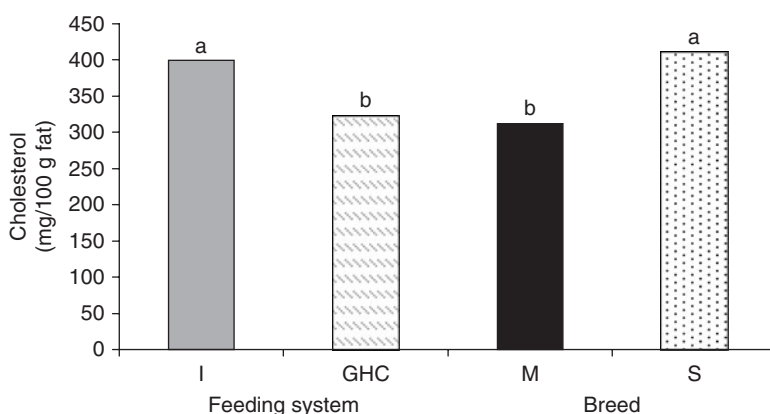 450
400
350
300
250
200
150
100
50
0
Cholesterol
(mg/100 g fat)
a
b
b
a
I GHC M S
Feeding system Breed